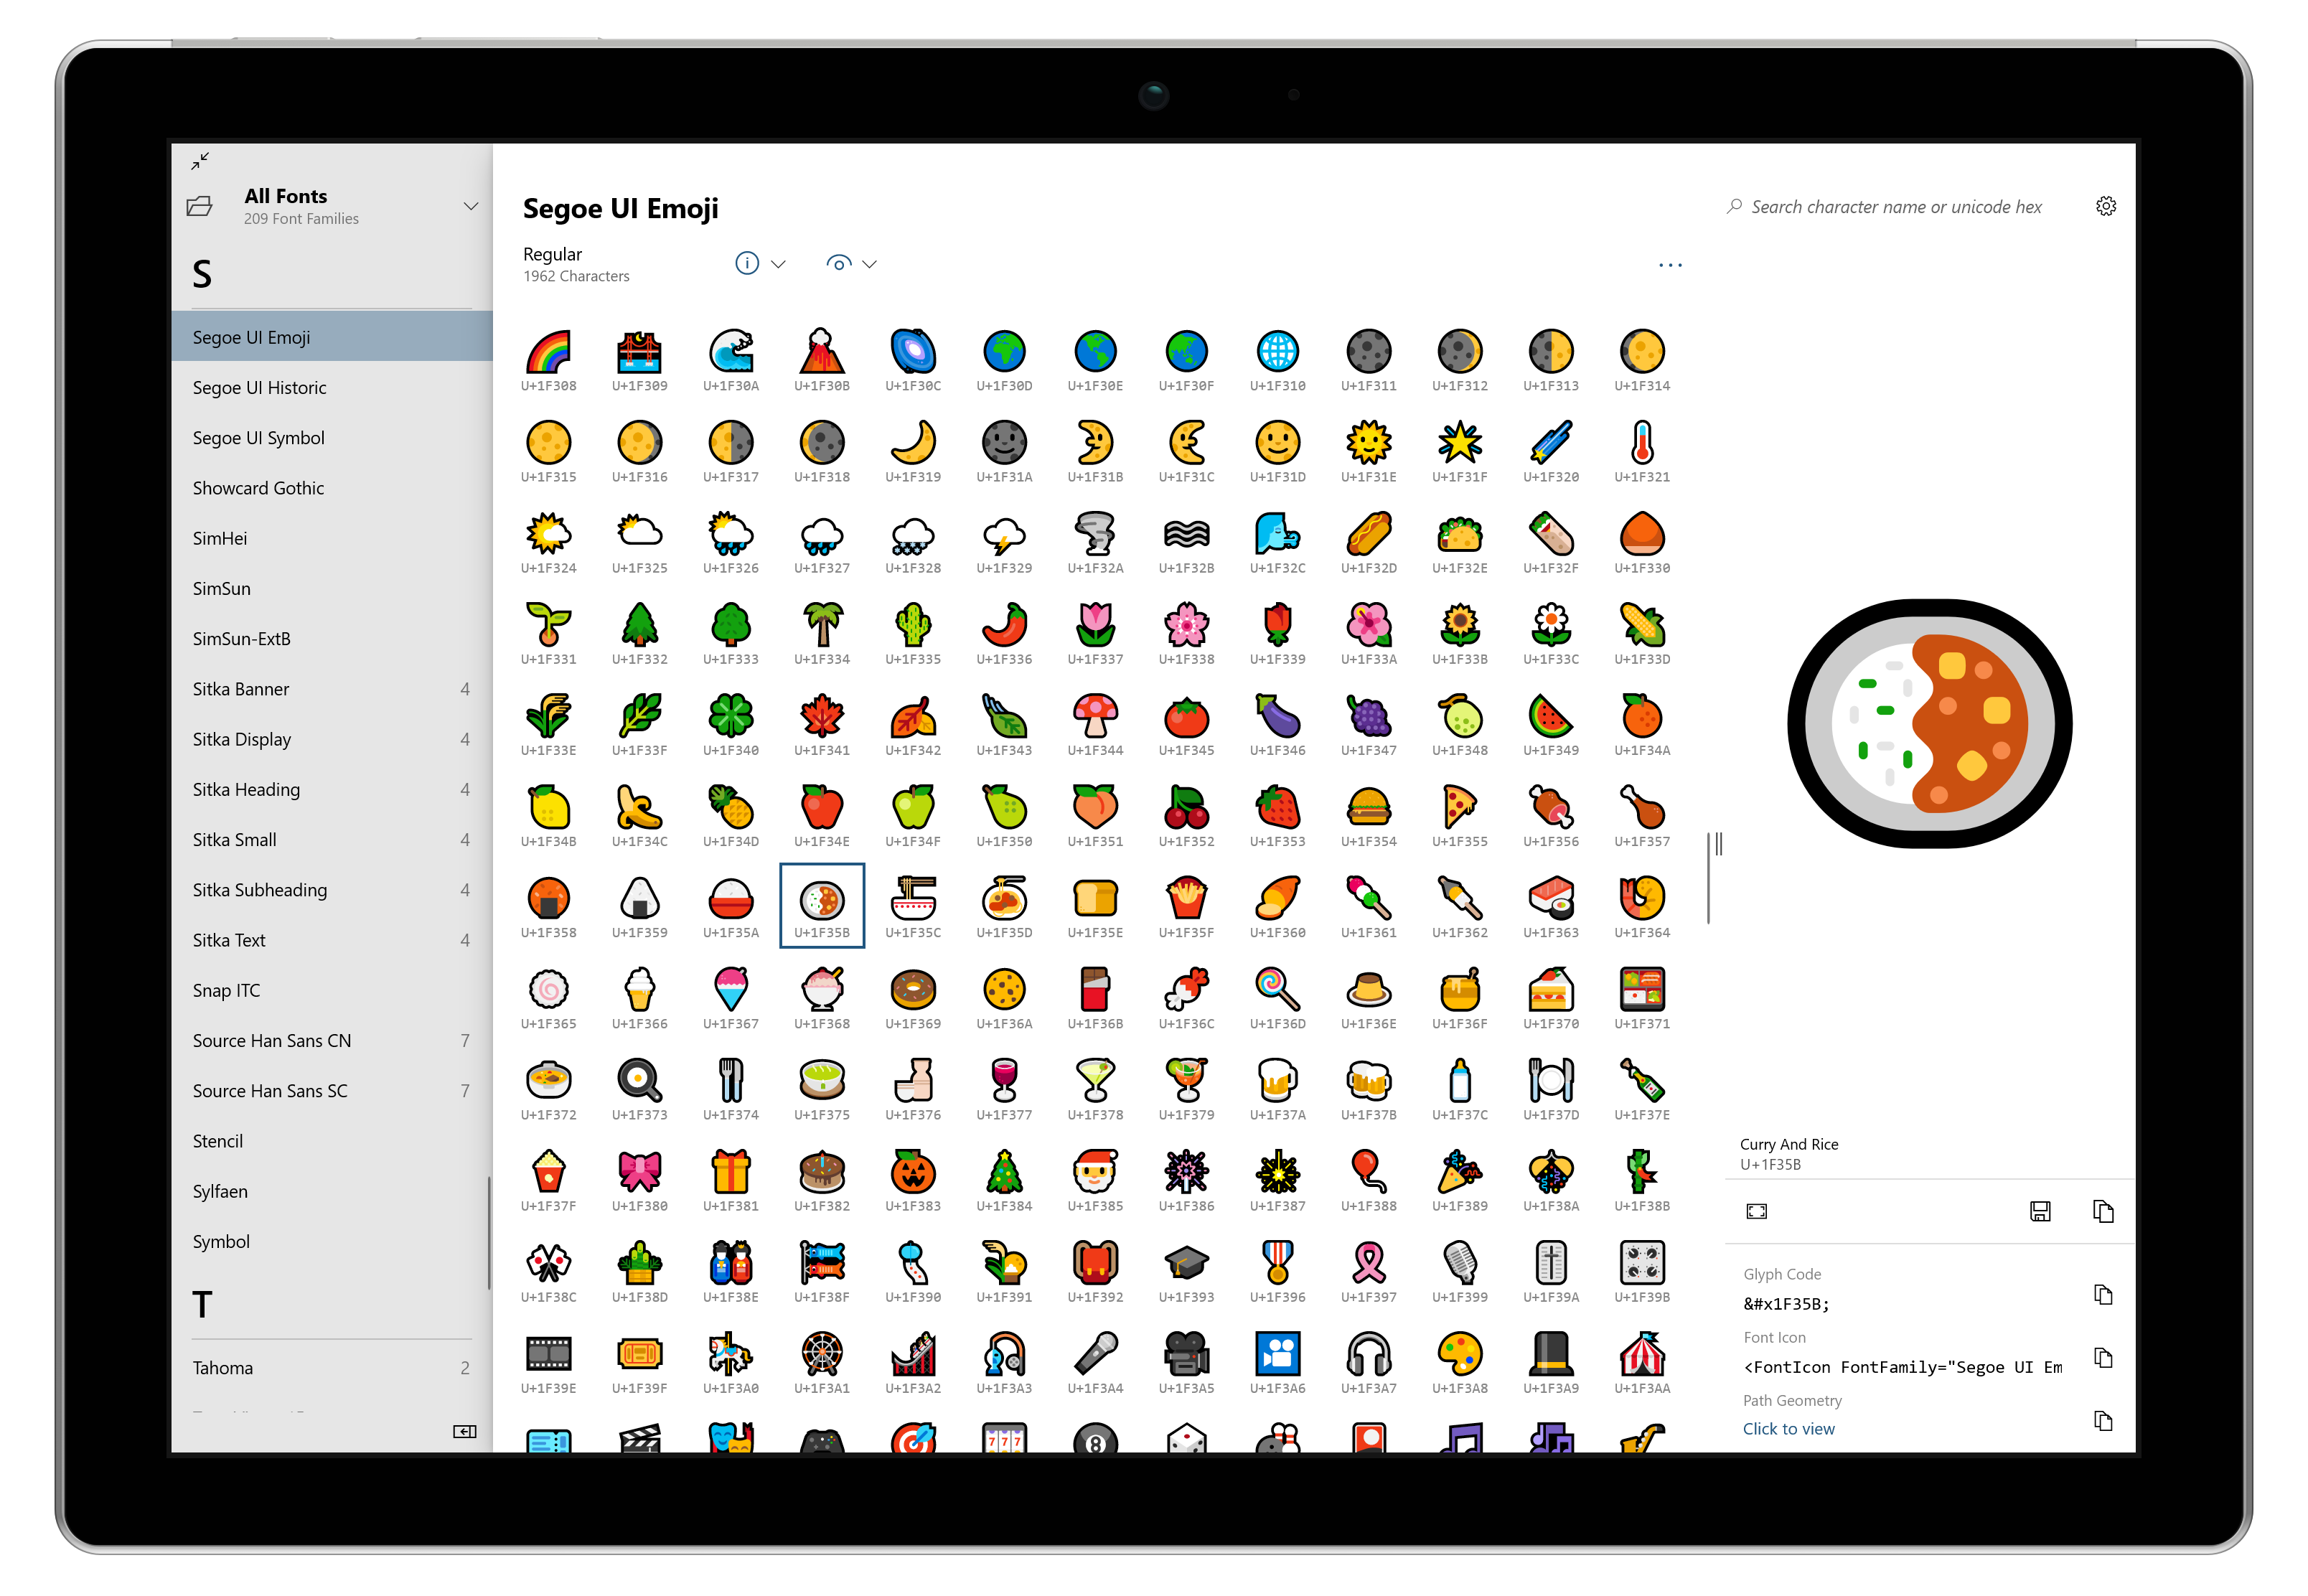 All Fonts
209 Font Families
S
Segoe UI Emoji
Segoe UI Historic
Segoe UI Symbol
Showcard Gothic
SimHei
SimSun
SimSun-ExtB
Sitka Banner 4
Sitka Display 4
Sitka Heading 4
Sitka Small 4
Sitka Subheading 4
Sitka Text 4
Snap ITC
Source Han Sans CN 7
Source Han Sans SC 7
Stencil
Sylfaen
Symbol
T
Tahoma 2
Segoe UI Emoji
Search character name or unicode hex
Regular
1962 Characters
U+1F308 U+1F309 U+1F30A U+1F30B U+1F30C U+1F30D U+1F30E U+1F30F U+1F310 U+1F311 U+1F312 U+1F313 U+1F314
U+1F315 U+1F316 U+1F317 U+1F318 U+1F319 U+1F31A U+1F31B U+1F31C U+1F31D U+1F31E U+1F31F U+1F320 U+1F321
U+1F324 U+1F325 U+1F326 U+1F327 U+1F328 U+1F329 U+1F32A U+1F32B U+1F32C U+1F32D U+1F32E U+1F32F U+1F330
U+1F331 U+1F332 U+1F333 U+1F334 U+1F335 U+1F336 U+1F337 U+1F338 U+1F339 U+1F33A U+1F33B U+1F33C U+1F33D
U+1F33E U+1F33F U+1F340 U+1F341 U+1F342 U+1F343 U+1F344 U+1F345 U+1F346 U+1F347 U+1F348 U+1F349 U+1F34A
U+1F34B U+1F34C U+1F34D U+1F34E U+1F34F U+1F350 U+1F351 U+1F352 U+1F353 U+1F354 U+1F355 U+1F356 U+1F357
U+1F358 U+1F359 U+1F35A U+1F35B U+1F35C U+1F35D U+1F35E U+1F35F U+1F360 U+1F361 U+1F362 U+1F363 U+1F364
U+1F365 U+1F366 U+1F367 U+1F368 U+1F369 U+1F36A U+1F36B U+1F36C U+1F36D U+1F36E U+1F36F U+1F370 U+1F371
U+1F372 U+1F373 U+1F374 U+1F375 U+1F376 U+1F377 U+1F378 U+1F379 U+1F37A U+1F37B U+1F37C U+1F37D U+1F37E
U+1F37F U+1F380 U+1F381 U+1F382 U+1F383 U+1F384 U+1F385 U+1F386 U+1F387 U+1F388 U+1F389 U+1F38A U+1F38B
U+1F38C U+1F38D U+1F38E U+1F38F U+1F390 U+1F391 U+1F392 U+1F393 U+1F396 U+1F397 U+1F399 U+1F39A U+1F39B
U+1F39E U+1F39F U+1F3A0 U+1F3A1 U+1F3A2 U+1F3A3 U+1F3A4 U+1F3A5 U+1F3A6 U+1F3A7 U+1F3A8 U+1F3A9 U+1F3AA
777 8
Curry And Rice
U+1F35B
Glyph Code
&#x1F35B;
Font Icon
<FontIcon FontFamily="Segoe UI Em
Path Geometry
Click to view